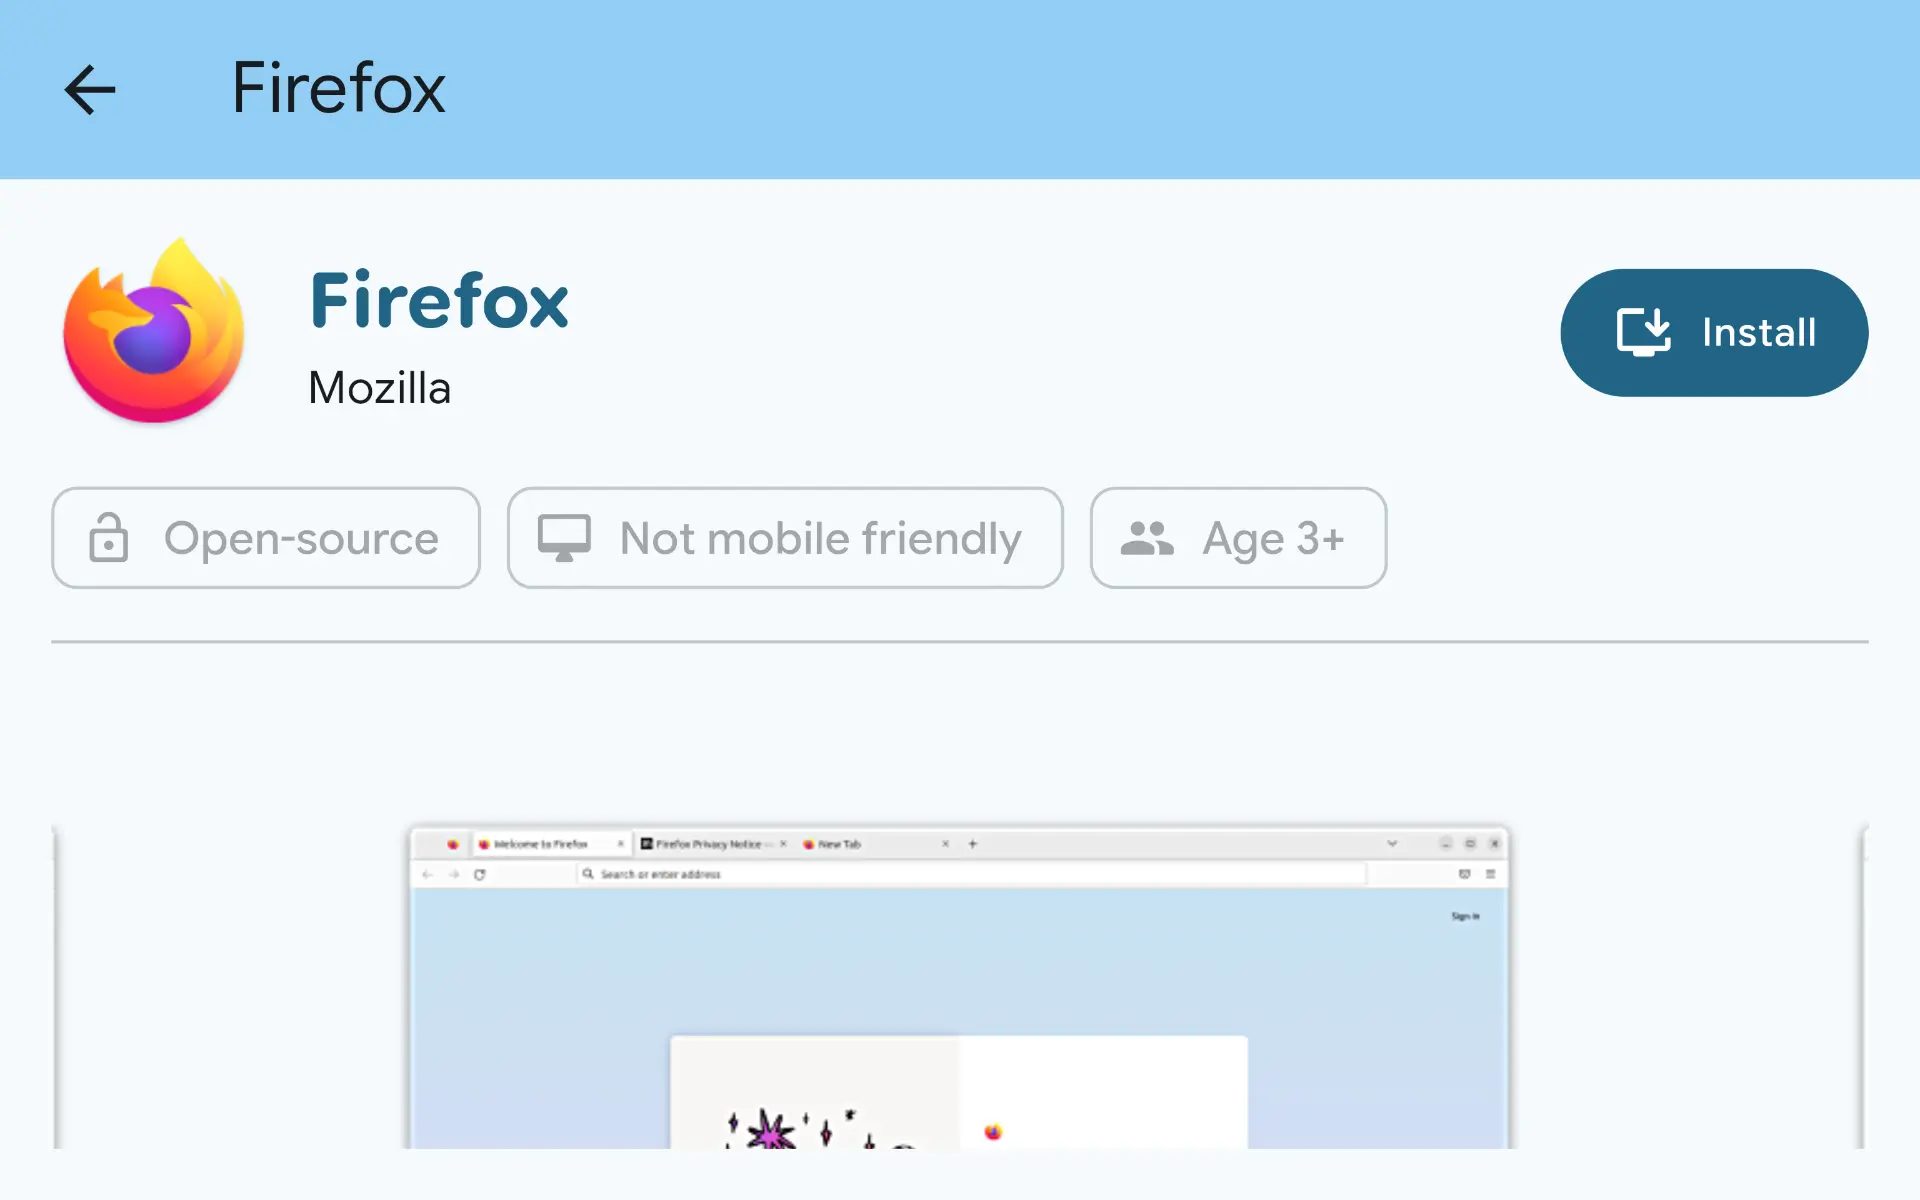 Firefox
Firefox
Mozilla
Install
Open-source
Not mobile friendly
Age 3+
Welcome to Firefox
Firefox Privacy Notice —
New Tab
Search or enter address
Sign in